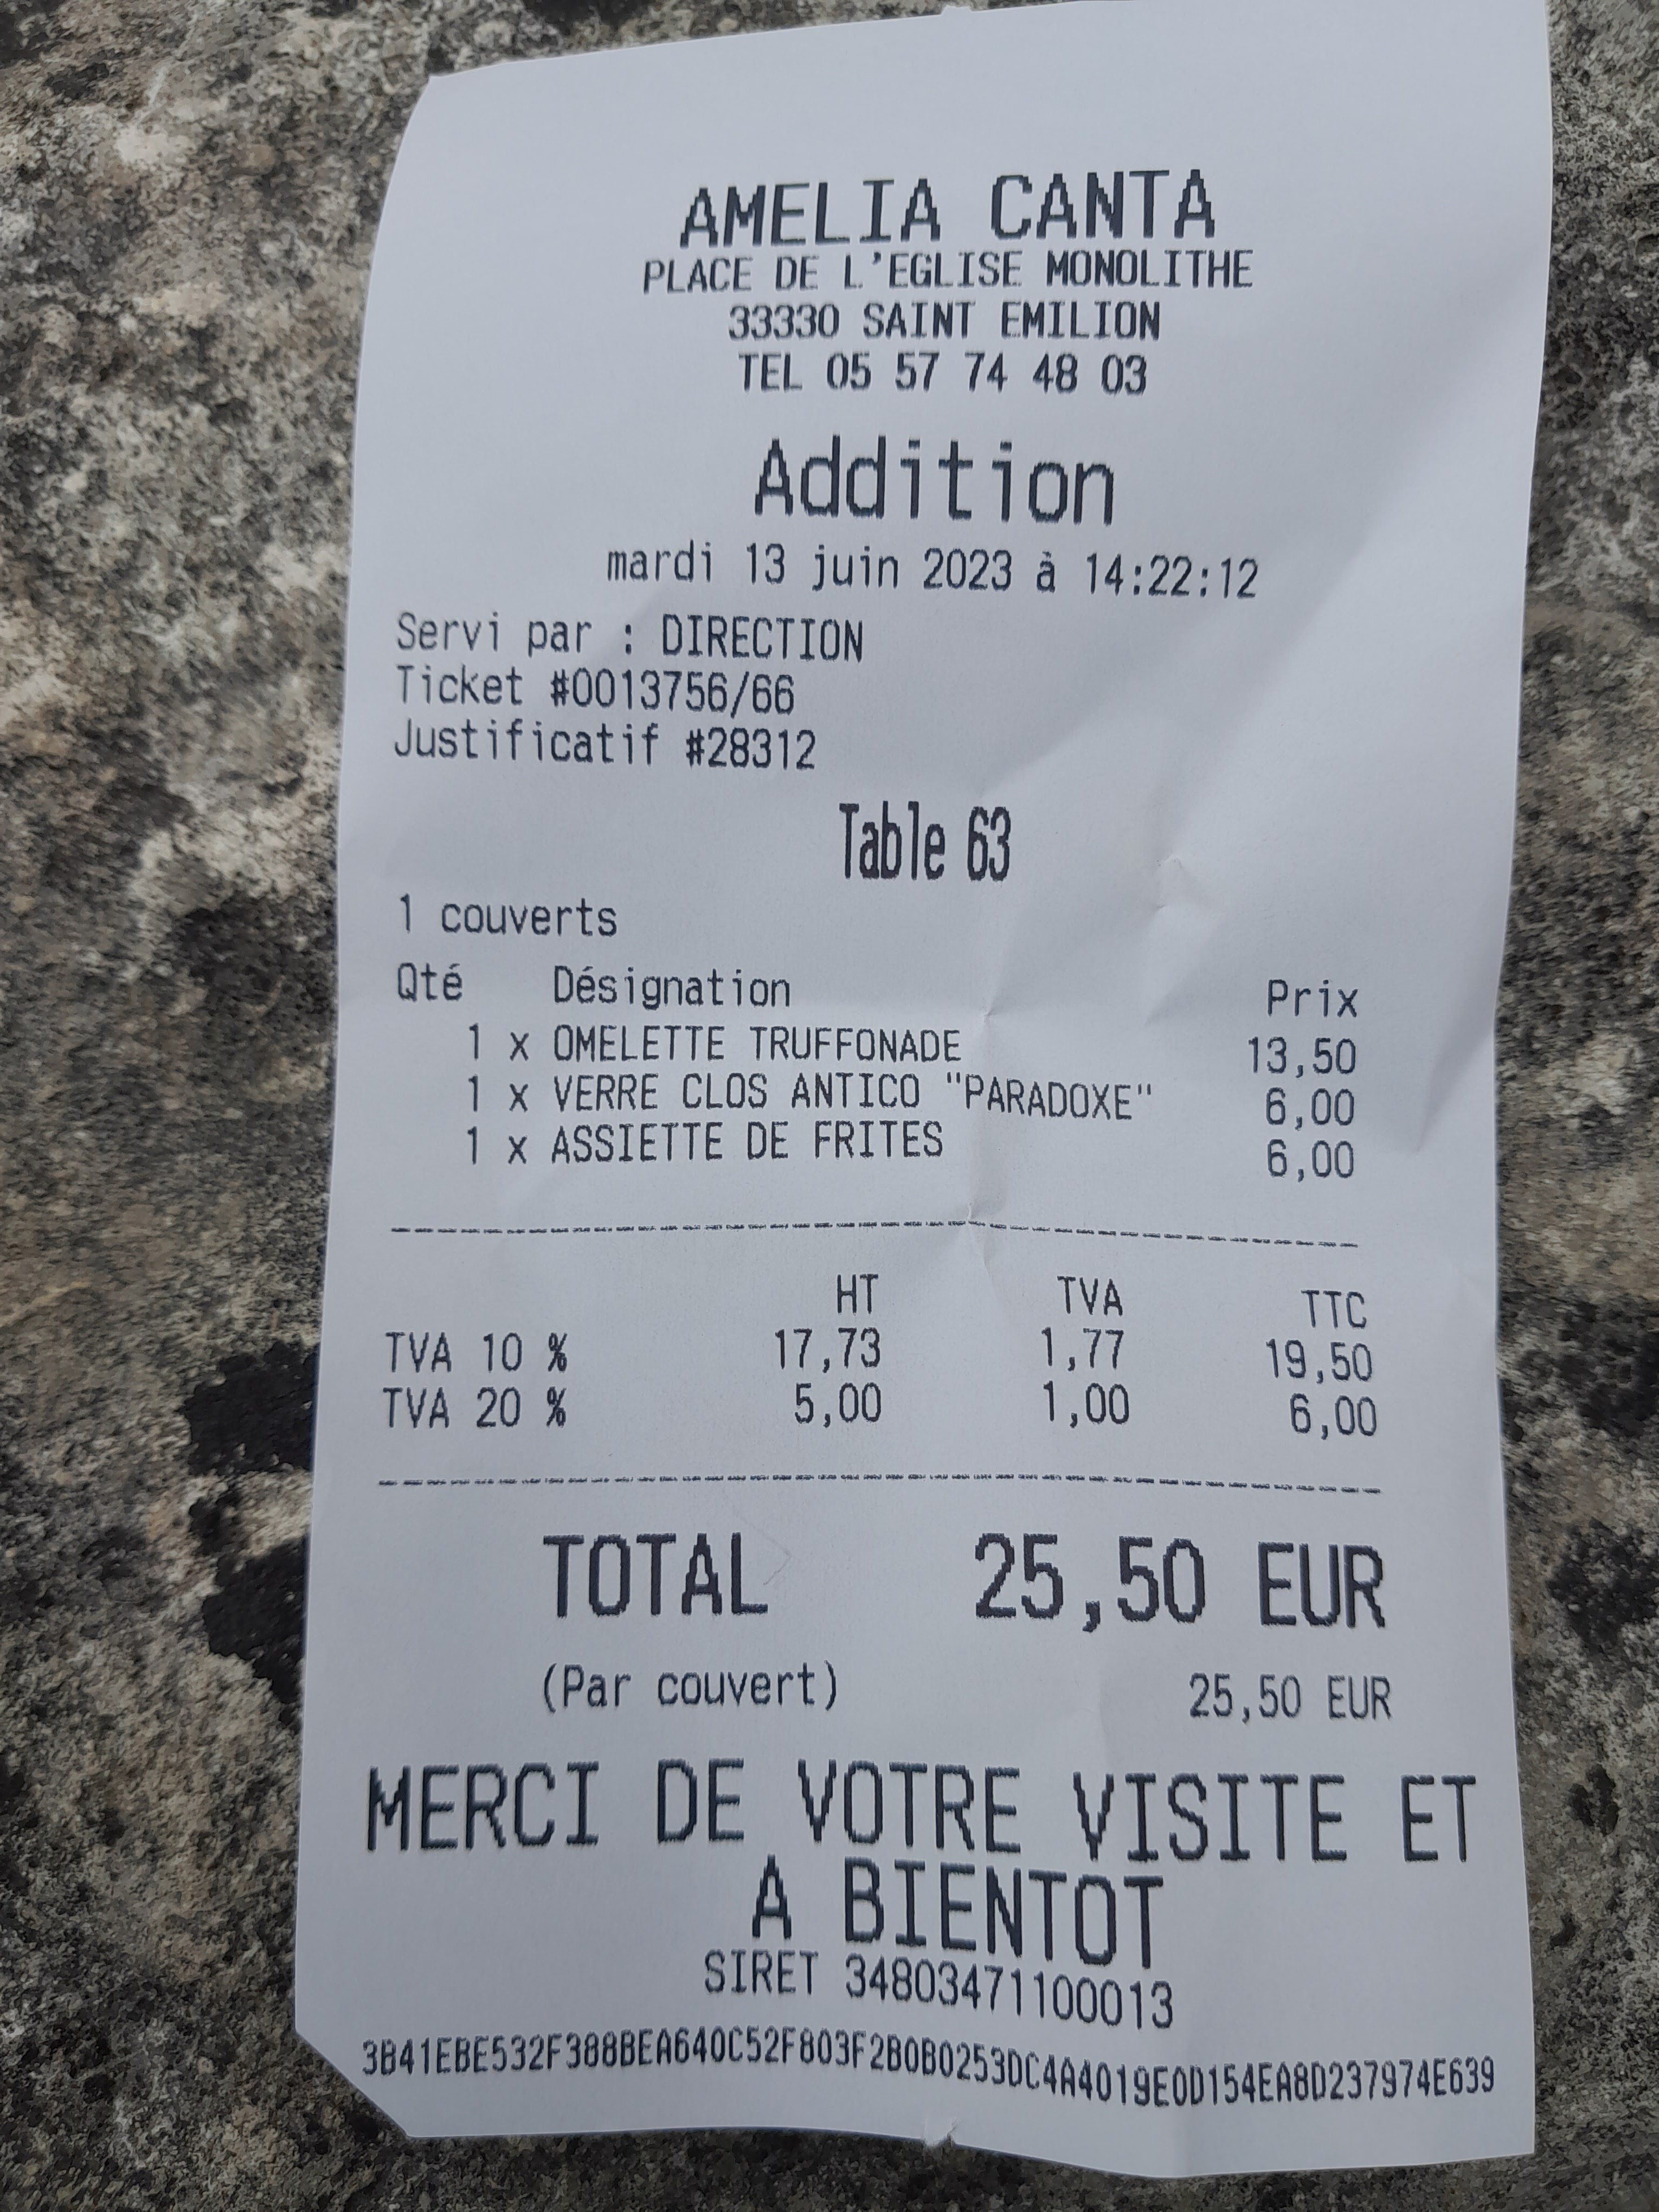 AMELIA CANTA
PLACE DE L'EGLISE MONOLITHE
33330 SAINT EMILION
TEL 05 57 74 48 03
Addition
mardi 13 juin 2023 à 14:22:12
Servi par : DIRECTION
Ticket #0013756/66
Justificatif #28312
Table 63
1 couverts
Qté Désignation Prix
1 x OMELETTE TRUFFONADE 13,50
1 x VERRE CLOS ANTICO "PARADOXE" 6,00
1 x ASSIETTE DE FRITES 6,00
HT TVA TTC
TVA 10 % 17,73 1,77 19,50
TVA 20 % 5,00 1,00 6,00
TOTAL 25,50 EUR
(Par couvert) 25,50 EUR
MERCI DE VOTRE VISITE ET
A BIENTOT
SIRET 34803471100013
3B41EBE532F388BEA640C52F803F2B0B0253DC4A4019E0D154EA8D237974E639